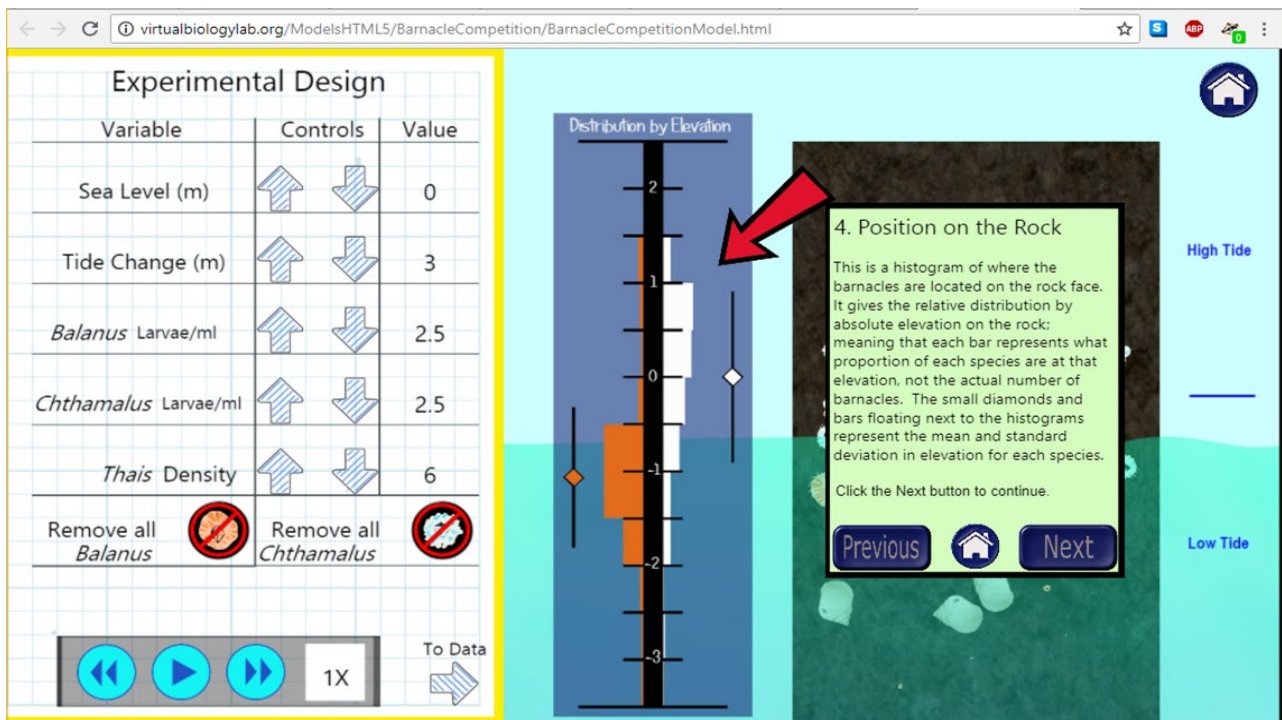 virtualbiologylab.org/ModelsHTML5/BarnacleCompetition/BarnacleCompetitionModel.html
S
ABP
0
Experimental Design
Variable Controls Value
Sea Level (m) 0
Tide Change (m) 3
Balanus Larvae/ml 2.5
Chthamalus Larvae/ml 2.5
Thais Density 6
Remove all
Balanus
Remove all
Chthamalus
1X
To Data
Distribution by Elevation
2
1
0
-1
-2
-3
4. Position on the Rock
This is a histogram of where the
barnacles are located on the rock face.
It gives the relative distribution by
absolute elevation on the rock;
meaning that each bar represents what
proportion of each species are at that
elevation, not the actual number of
barnacles. The small diamonds and
bars floating next to the histograms
represent the mean and standard
deviation in elevation for each species.
Click the Next button to continue.
Previous
Next
High Tide
Low Tide